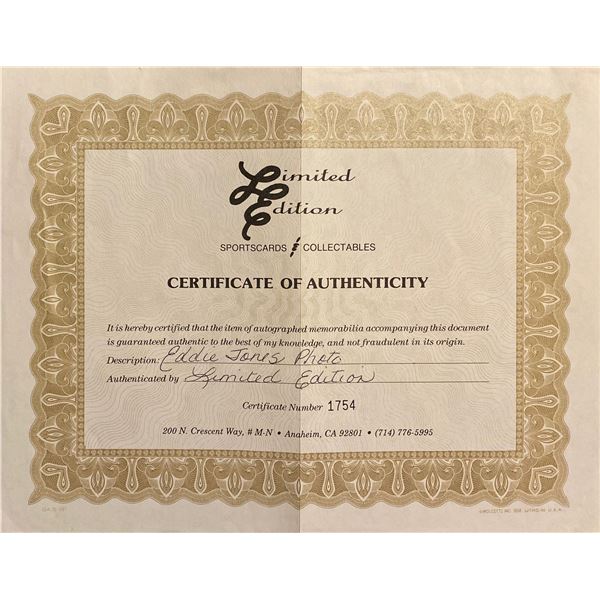 Limited
Edition
SPORTSCARDS & COLLECTABLES
CERTIFICATE OF AUTHENTICITY
It is hereby certified that the item of autographed memorabilia accompanying this document
is guaranteed authentic to the best of my knowledge, and not fraudulent in its origin.
Description: Eddie Jones Photo
Authenticated by Limited Edition
Certificate Number 1754
200 N. Crescent Way, # M-N • Anaheim, CA 92801 • (714) 776-5995
U.S.A.